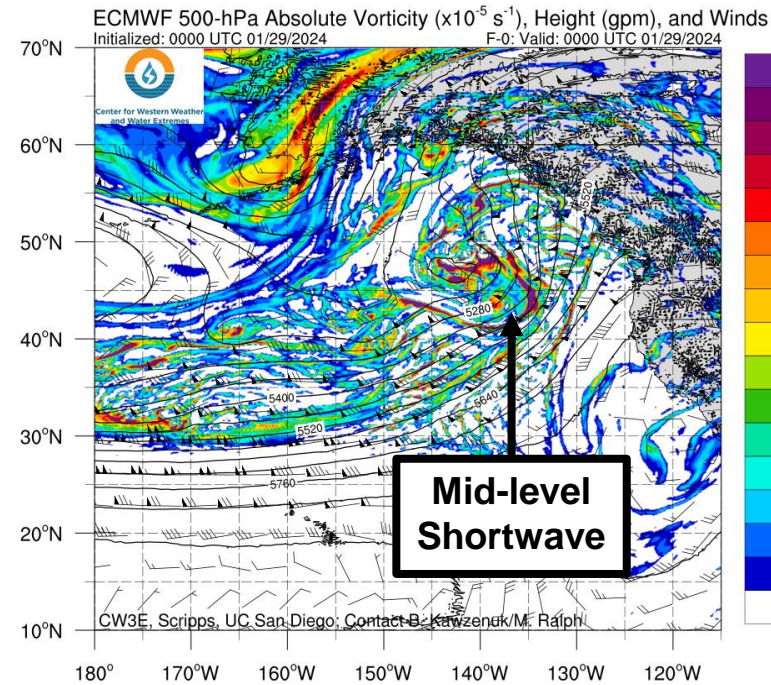 ECMWF 500-hPa Absolute Vorticity (x10⁻⁵ s⁻¹), Height (gpm), and Winds
Initialized: 0000 UTC 01/29/2024 F-0: Valid: 0000 UTC 01/29/2024
70°N
Center for Western Weather
and Water Extremes
60°N
5520
50°N
5280
40°N
5400
5640
5520
30°N
5760
Mid-level
Shortwave
20°N
CW3E, Scripps, UC San Diego; Contact B. Kawzenuk/M. Ralph
10°N
180° 170°W 160°W 150°W 140°W 130°W 120°W